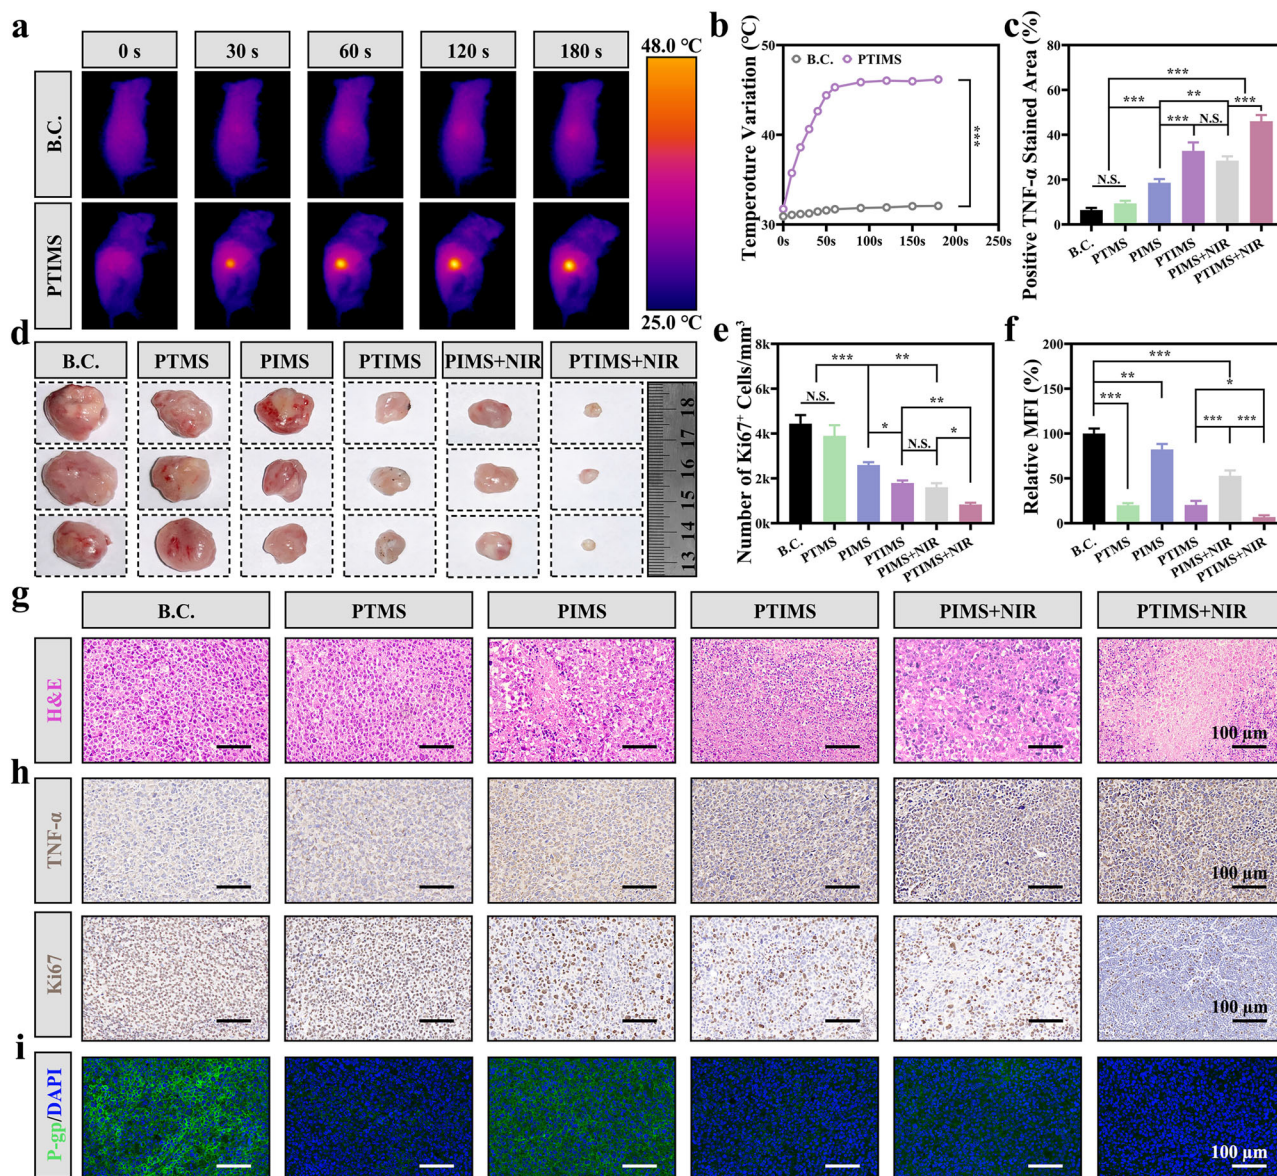 a
0 s 30 s 60 s 120 s 180 s
B.C.
PTIMS
48.0 °C
25.0 °C
b
Temperoture Variation (°C)
50
40
30
B.C. PTIMS
***
0s 50s 100s 150s 200s 250s
c
Positive TNF-α Stained Area (%)
80
60
40
20
0
***
*** ** ***
*** N.S.
N.S.
B.C. PTMS PIMS PTIMS PIMS+NIR PTIMS+NIR
d
B.C. PTMS PIMS PTIMS PIMS+NIR PTIMS+NIR
18
17
16
15
14
13
e
Number of Ki67+ Cells/mm³
8k
6k
4k
2k
0k
*** **
N.S. **
* N.S. *
B.C. PTMS PIMS PTIMS PIMS+NIR PTIMS+NIR
f
Relative MFI (%)
200
150
100
50
0
***
** *
*** *** ***
B.C. PTMS PIMS PTIMS PIMS+NIR PTIMS+NIR
g
B.C. PTMS PIMS PTIMS PIMS+NIR PTIMS+NIR
H&E
100 µm
h
TNF-α
100 µm
Ki67
100 µm
i
P-gp/DAPI
100 µm